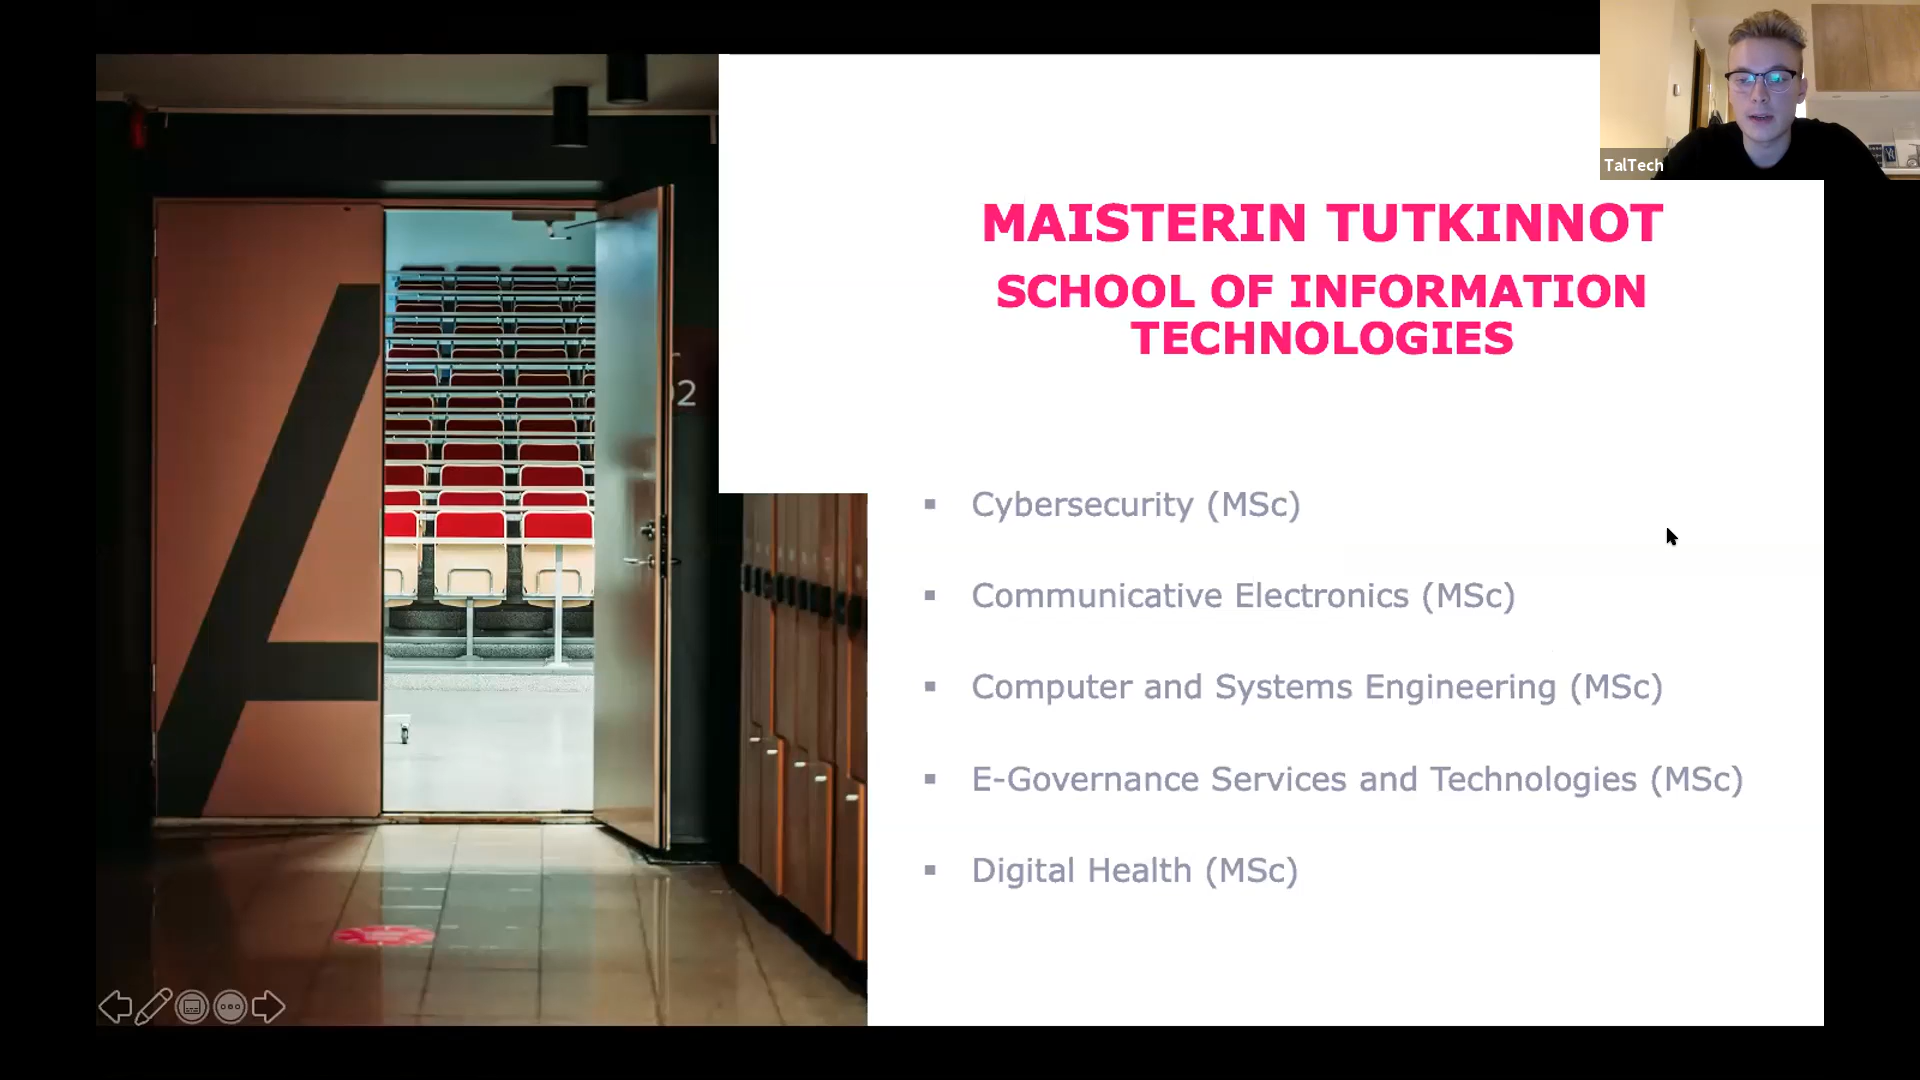 TalTech
MAISTERIN TUTKINNOT
SCHOOL OF INFORMATION
TECHNOLOGIES
A
2
▪ Cybersecurity (MSc)
▪ Communicative Electronics (MSc)
▪ Computer and Systems Engineering (MSc)
▪ E-Governance Services and Technologies (MSc)
▪ Digital Health (MSc)